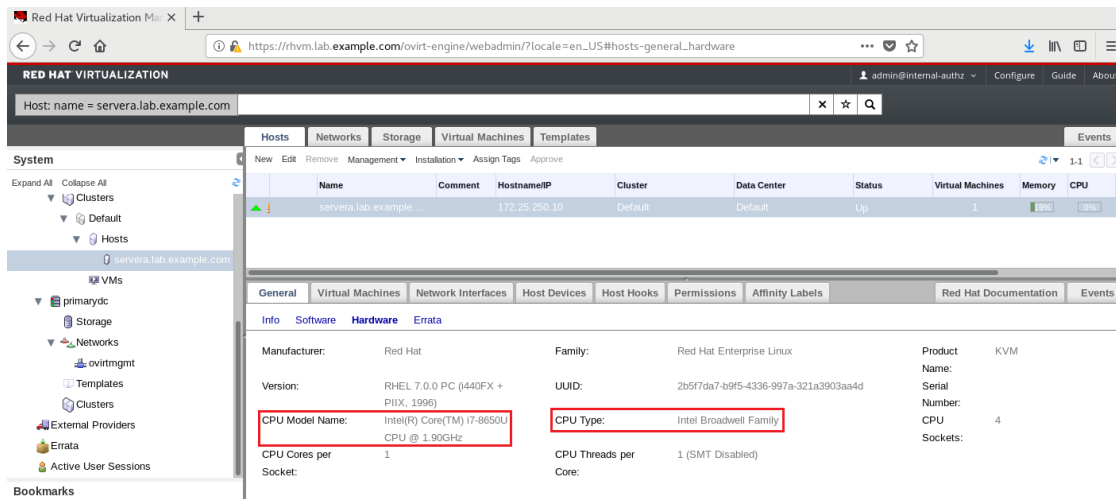 Red Hat Virtualization Ma
https://rhvm.lab.example.com/ovirt-engine/webadmin/?locale=en_US#hosts-general_hardware
RED HAT VIRTUALIZATION
admin@internal-authz
Configure
Guide
Abou
Host: name = servera.lab.example.com
Hosts
Networks
Storage
Virtual Machines
Templates
Events
System
New
Edit
Remove
Management
Installation
Assign Tags
Approve
1-1
Expand All
Collapse All
Name
Comment
Hostname/IP
Cluster
Data Center
Status
Virtual Machines
Memory
CPU
servera.lab.example....
172.25.250.10
Default
Default
Up
1
19%
0%
Clusters
Default
Hosts
servera.lab.example.com
VMs
primarydc
Storage
Networks
ovirtmgmt
Templates
Clusters
External Providers
Errata
Active User Sessions
Bookmarks
General
Virtual Machines
Network Interfaces
Host Devices
Host Hooks
Permissions
Affinity Labels
Red Hat Documentation
Events
Info
Software
Hardware
Errata
Manufacturer:
Red Hat
Family:
Red Hat Enterprise Linux
Product
Name:
KVM
Version:
RHEL 7.0.0 PC (i440FX +
PIIX, 1996)
UUID:
2b5f7da7-b9f5-4336-997a-321a3903aa4d
Serial
Number:
CPU Model Name:
Intel(R) Core(TM) i7-8650U
CPU @ 1.90GHz
CPU Type:
Intel Broadwell Family
CPU
Sockets:
4
CPU Cores per
Socket:
1
CPU Threads per
Core:
1 (SMT Disabled)